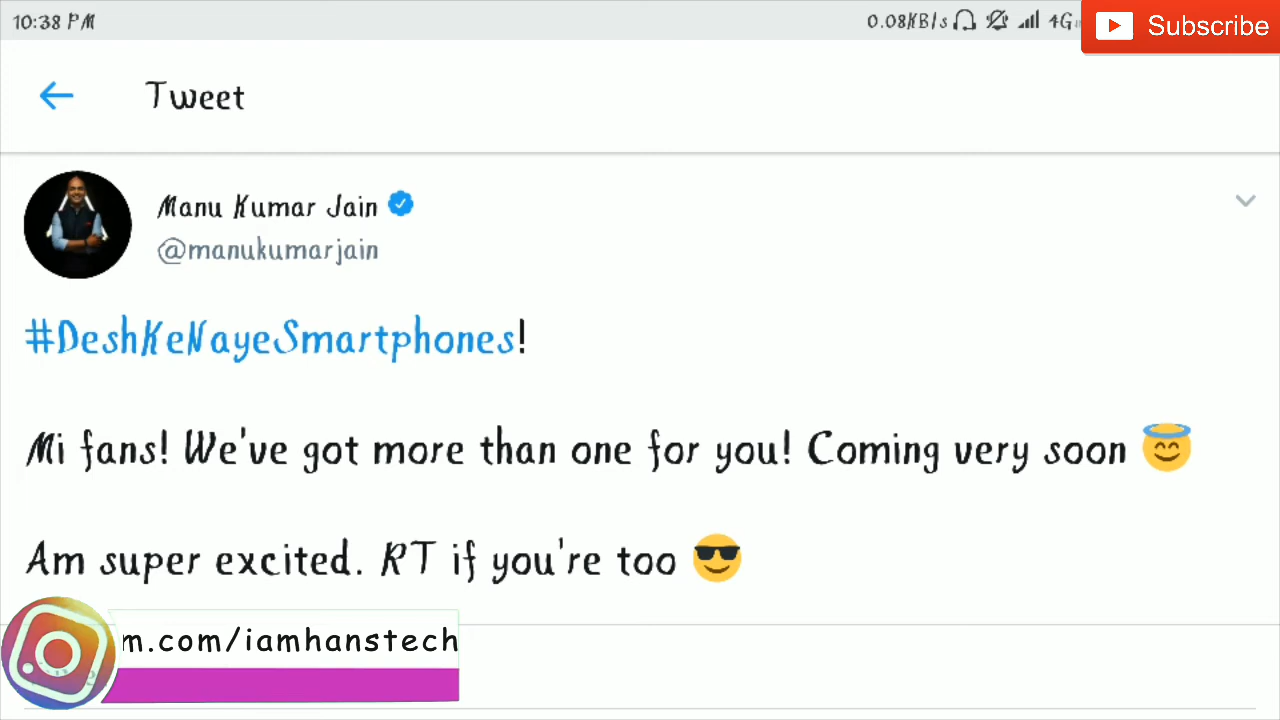 10:38 PM 0.08KB/s 4G
Subscribe
Tweet
Manu Kumar Jain
@manukumarjain
#DeshKeNayeSmartphones!
Mi fans! We've got more than one for you! Coming very soon 😇
Am super excited. RT if you're too 😎
m.com/iamhanstech